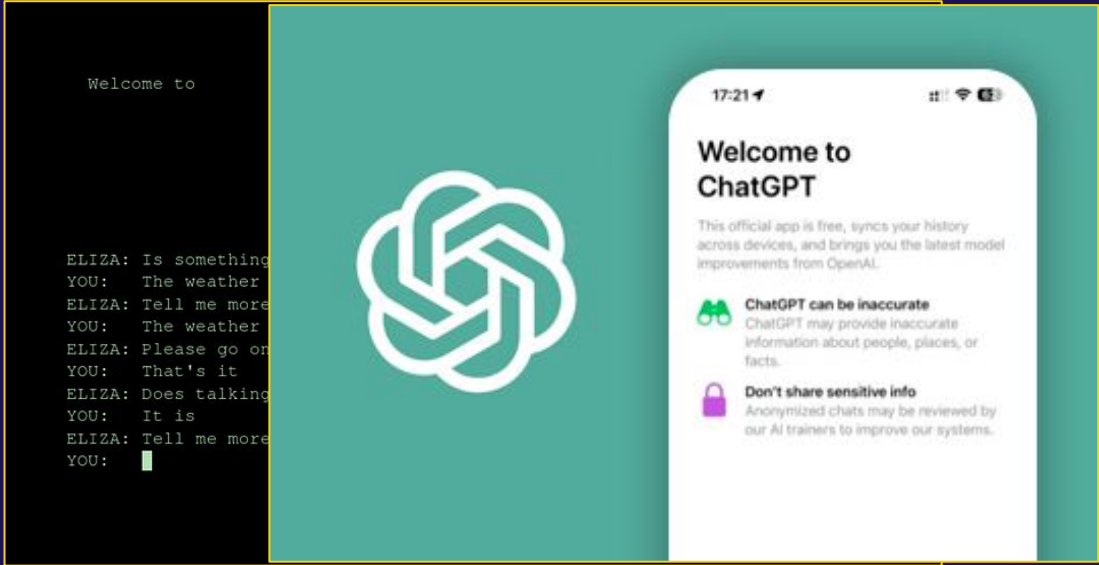 Welcome to
ELIZA: Is something
YOU: The weather
ELIZA: Tell me more
YOU: The weather
ELIZA: Please go on
YOU: That's it
ELIZA: Does talking
YOU: It is
ELIZA: Tell me more
YOU:
17:21
Welcome to
ChatGPT
This official app is free, syncs your history
across devices, and brings you the latest model
improvements from OpenAI.
ChatGPT can be inaccurate
ChatGPT may provide inaccurate
information about people, places, or
facts.
Don't share sensitive info
Anonymized chats may be reviewed by
our AI trainers to improve our systems.